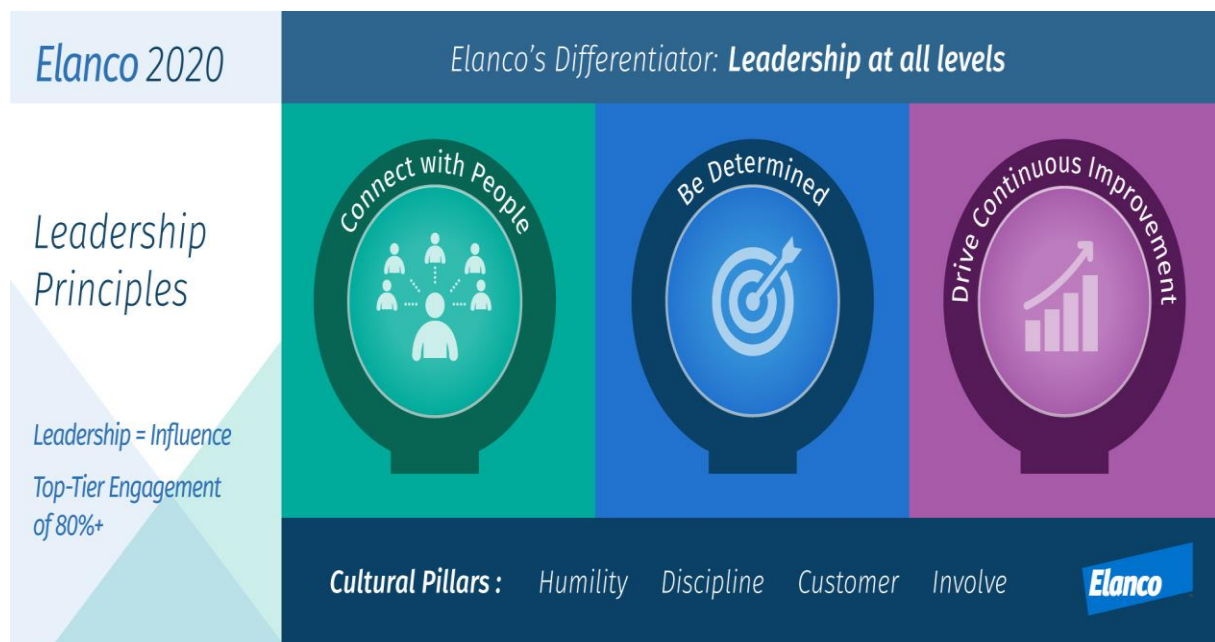 Elanco 2020
Elanco's Differentiator: Leadership at all levels
Leadership
Principles
Leadership = Influence
Top-Tier Engagement
of 80%+
Connect with People
Be Determined
Drive Continuous Improvement
Cultural Pillars : Humility Discipline Customer Involve
Elanco